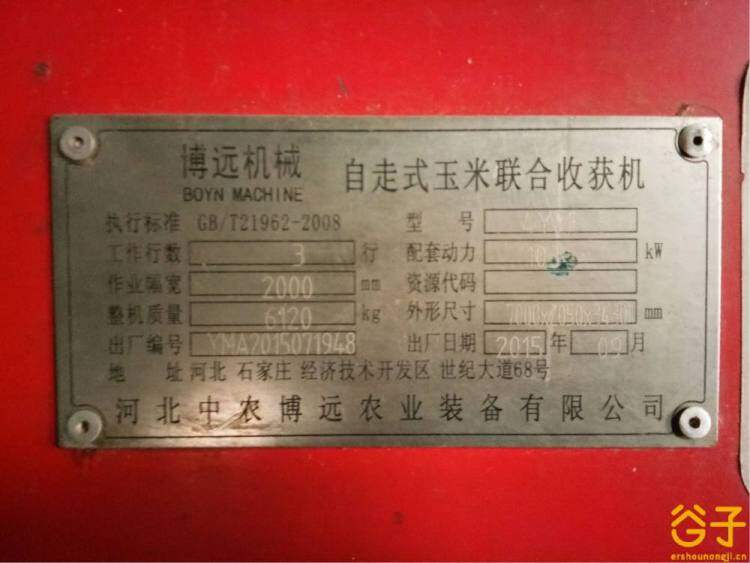 博远机械
BOYN MACHINE
自走式玉米联合收获机
执行标准 GB/T21962-2008 型 号
工作行数 3 行 配套动力 kW
作业幅宽 2000 mm 资源代码
整机质量 6120 kg 外形尺寸 mm
出厂编号 YMA2015071948 出厂日期 2015 年 09 月
地 址 河北 石家庄 经济技术开发区 世纪大道68号
河北中农博远农业装备有限公司
谷子
ershounongji.cn